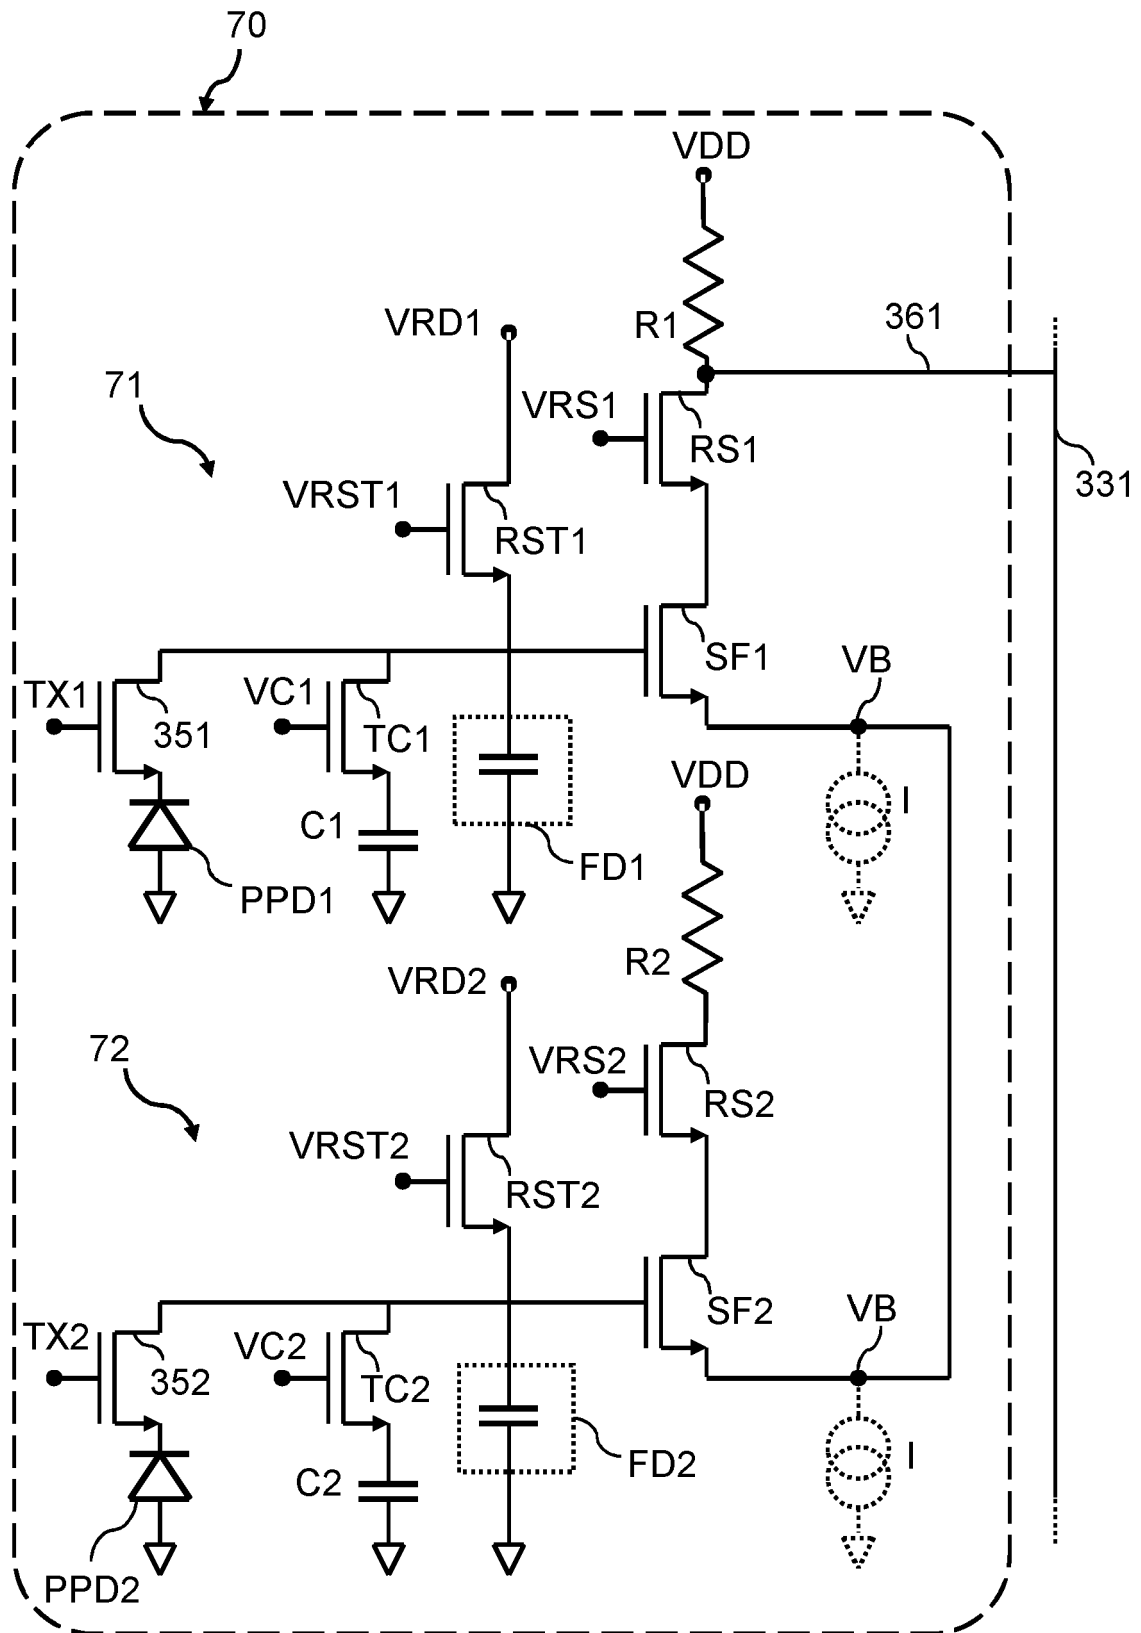 70
VDD
VRD1
R1
361
71
VRS1
RS1
331
VRST1
RST1
SF1
VB
TX1
351
VC1
TC1
VDD
I
C1
FD1
PPD1
R2
VRD2
72
VRS2
RS2
VRST2
RST2
SF2
VB
TX2
352
VC2
TC2
I
C2
FD2
PPD2